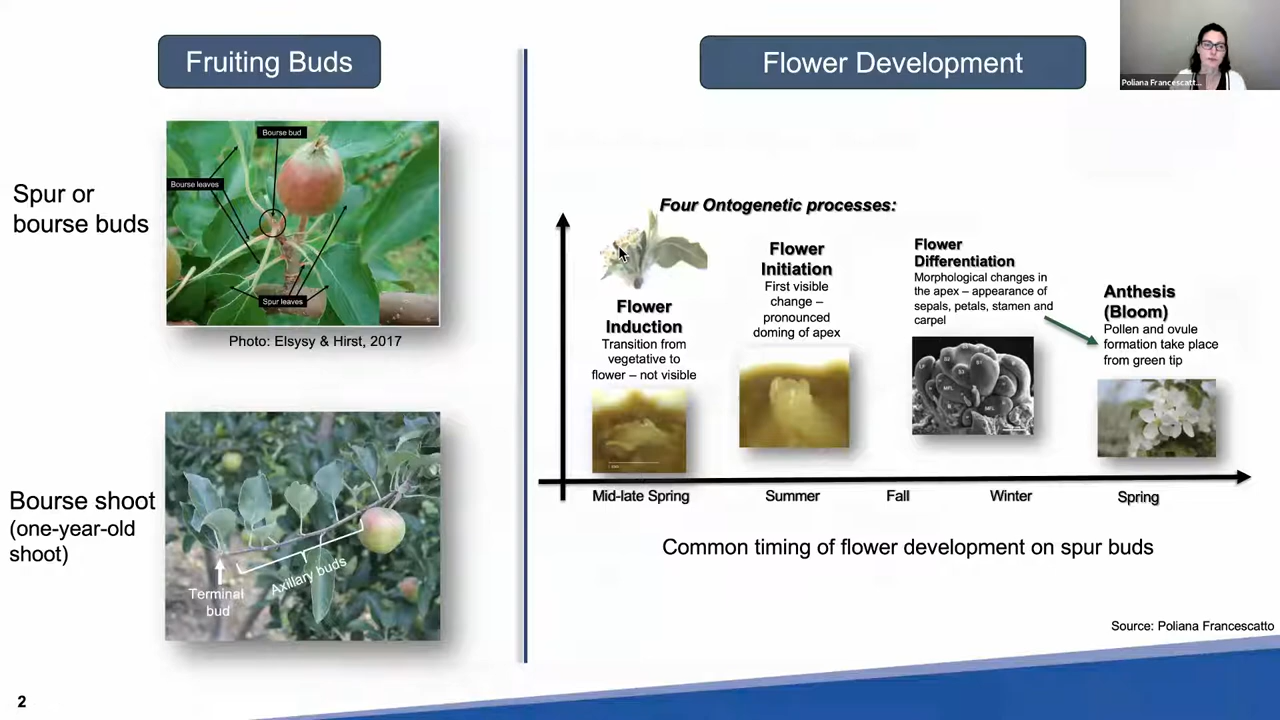 Fruiting Buds
Spur or
bourse buds
Bourse bud
Bourse leaves
Spur leaves
Photo: Elsysy & Hirst, 2017
Bourse shoot
(one-year-old
shoot)
Axillary buds
Terminal
bud
2
Flower Development
Poliana Francescatt...
Four Ontogenetic processes:
Flower
Induction
Transition from
vegetative to
flower – not visible
Flower
Initiation
First visible
change –
pronounced
doming of apex
Flower
Differentiation
Morphological changes in
the apex – appearance of
sepals, petals, stamen and
carpel
Anthesis
(Bloom)
Pollen and ovule
formation take place
from green tip
Mid-late Spring
Summer
Fall
Winter
Spring
Common timing of flower development on spur buds
Source: Poliana Francescatto